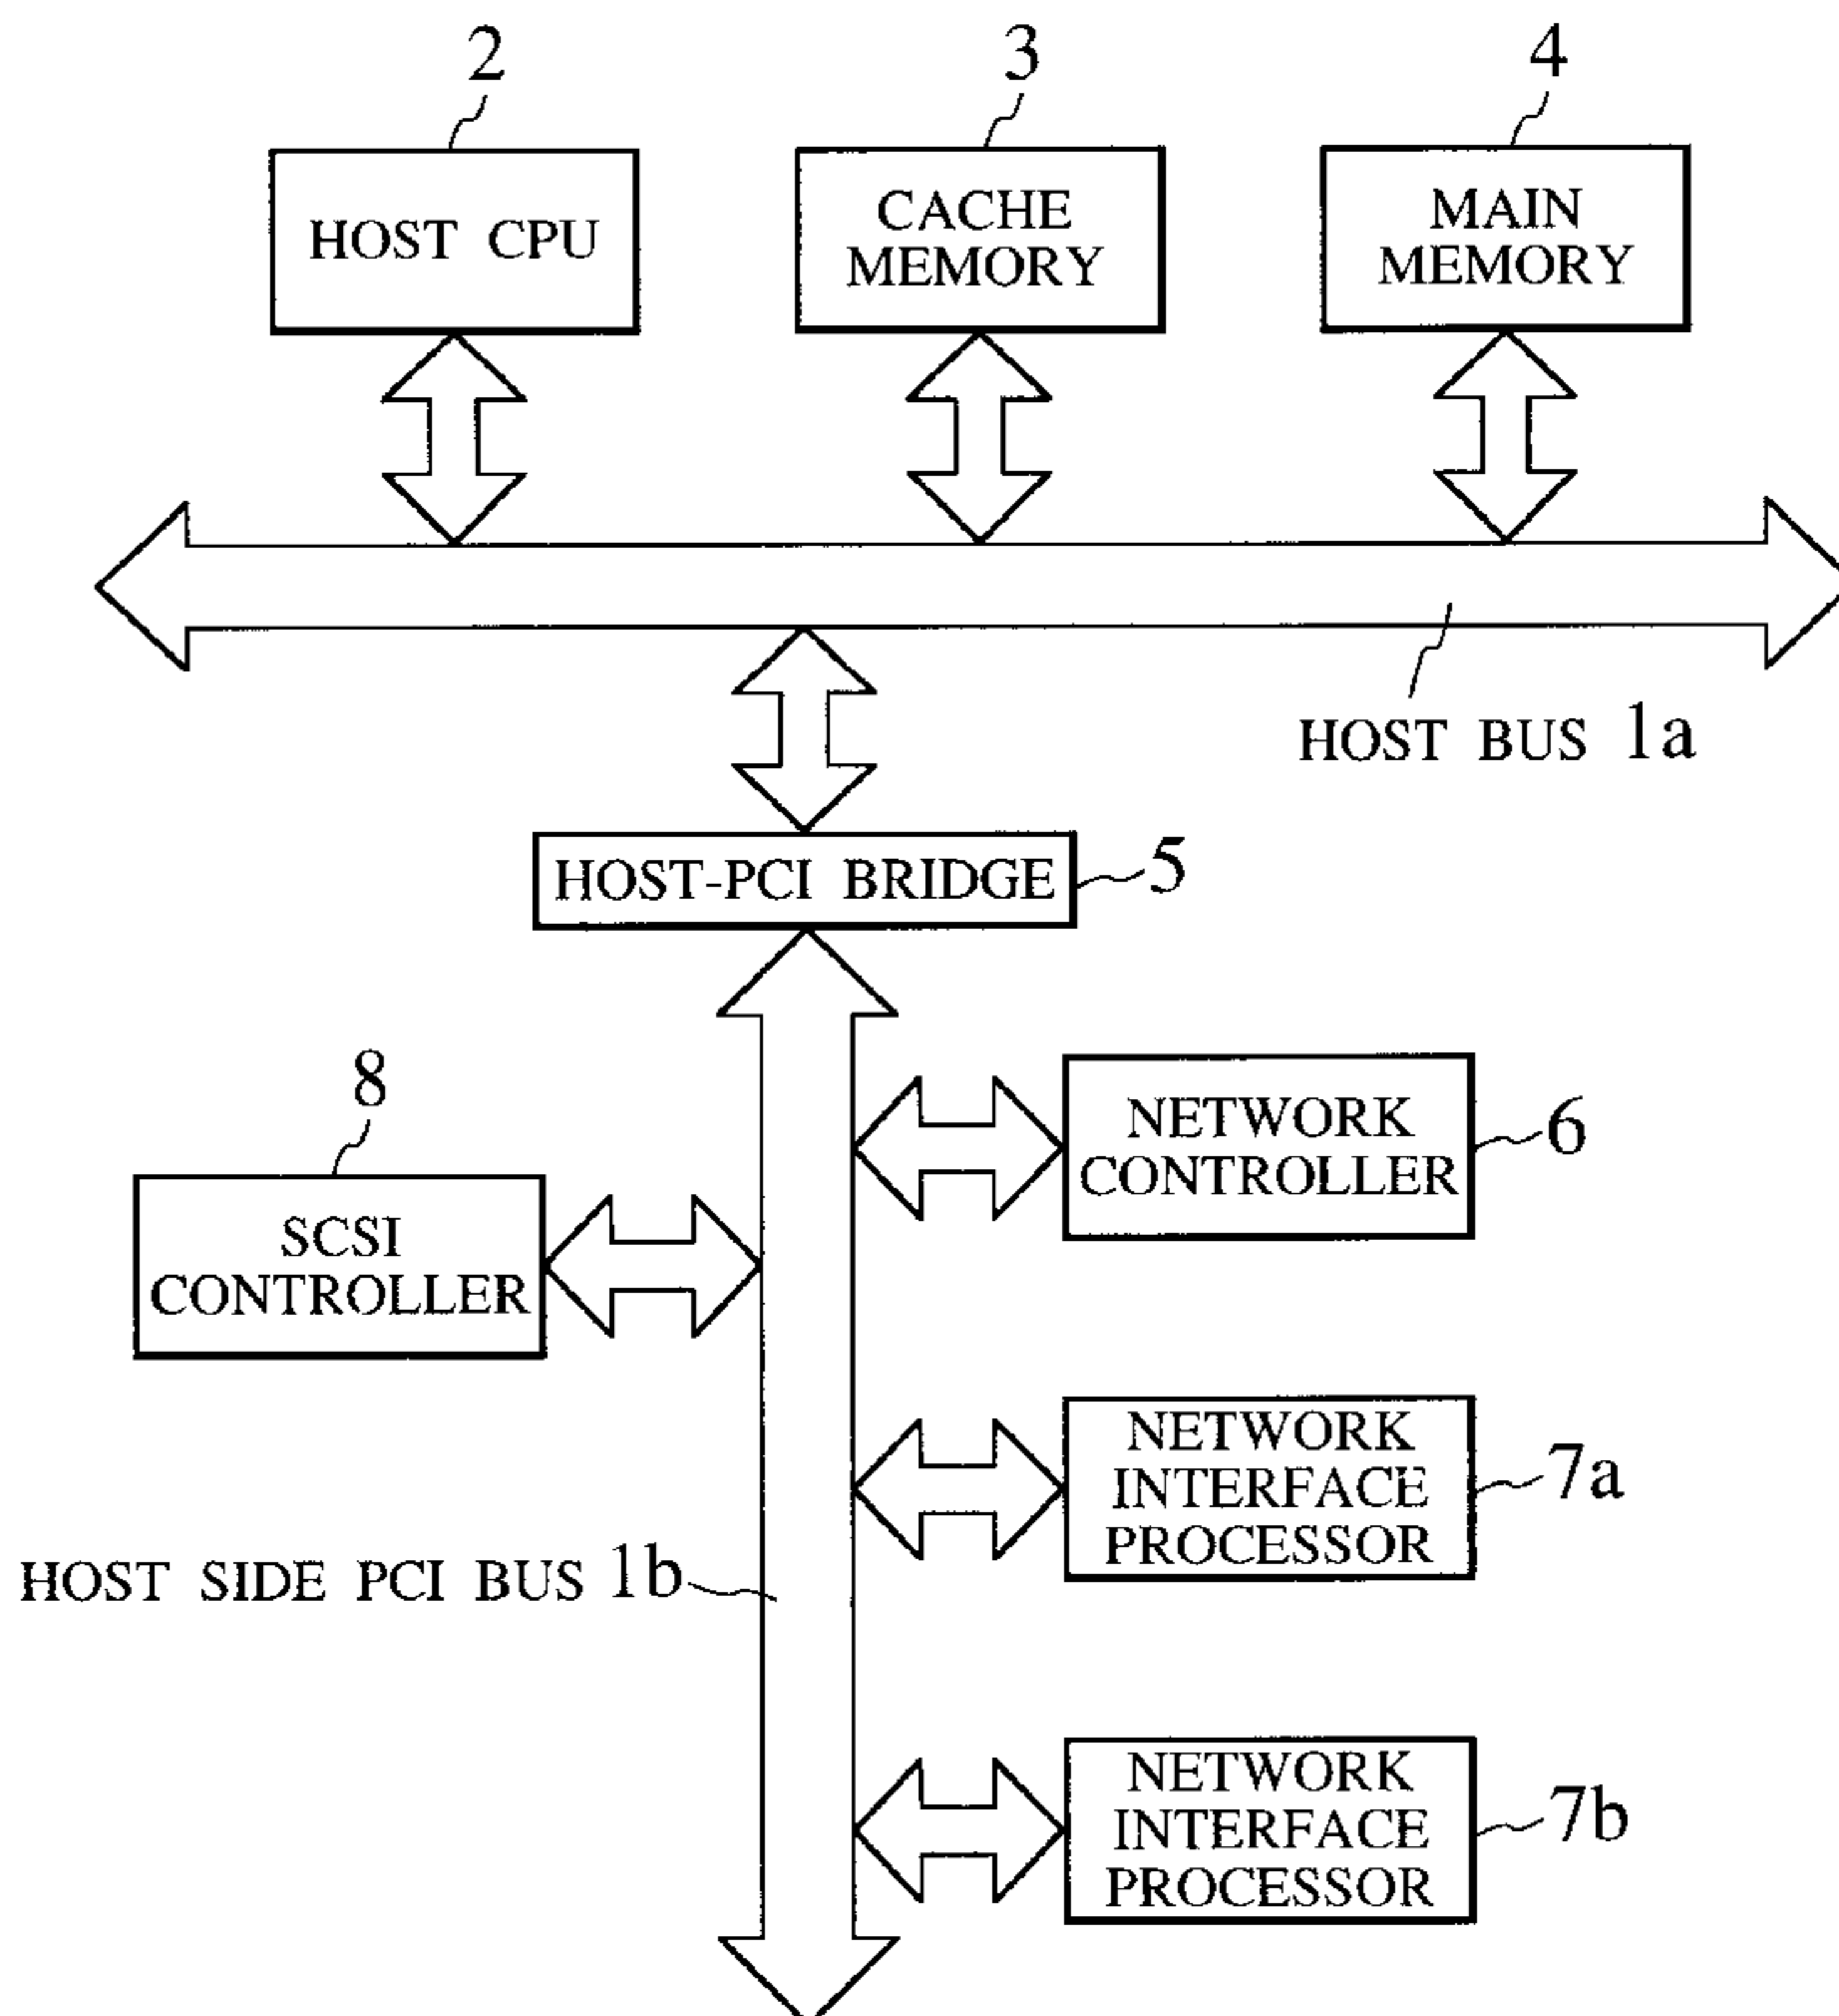 2
3
4
HOST CPU
CACHE
MEMORY
MAIN
MEMORY
HOST BUS 1a
HOST-PCI BRIDGE
5
8
NETWORK
CONTROLLER
6
SCSI
CONTROLLER
NETWORK
INTERFACE
PROCESSOR
7a
HOST SIDE PCI BUS 1b
NETWORK
INTERFACE
PROCESSOR
7b